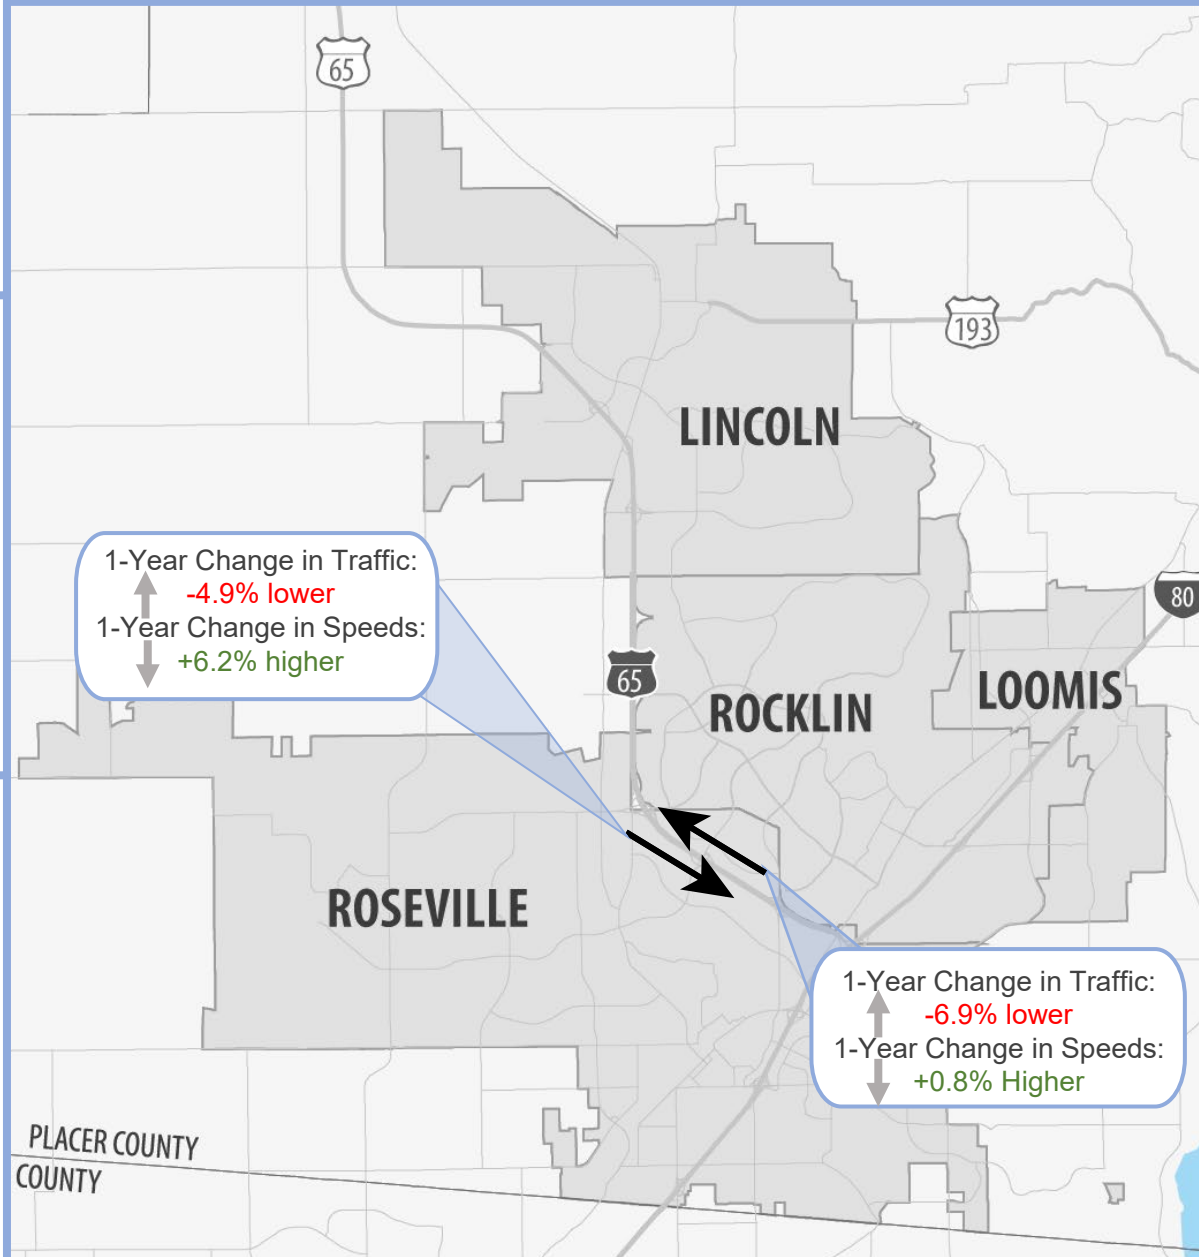 65
193
LINCOLN
1-Year Change in Traffic:
-4.9% lower
1-Year Change in Speeds:
+6.2% higher
80
65
ROCKLIN
LOOMIS
ROSEVILLE
1-Year Change in Traffic:
-6.9% lower
1-Year Change in Speeds:
+0.8% Higher
PLACER COUNTY
COUNTY